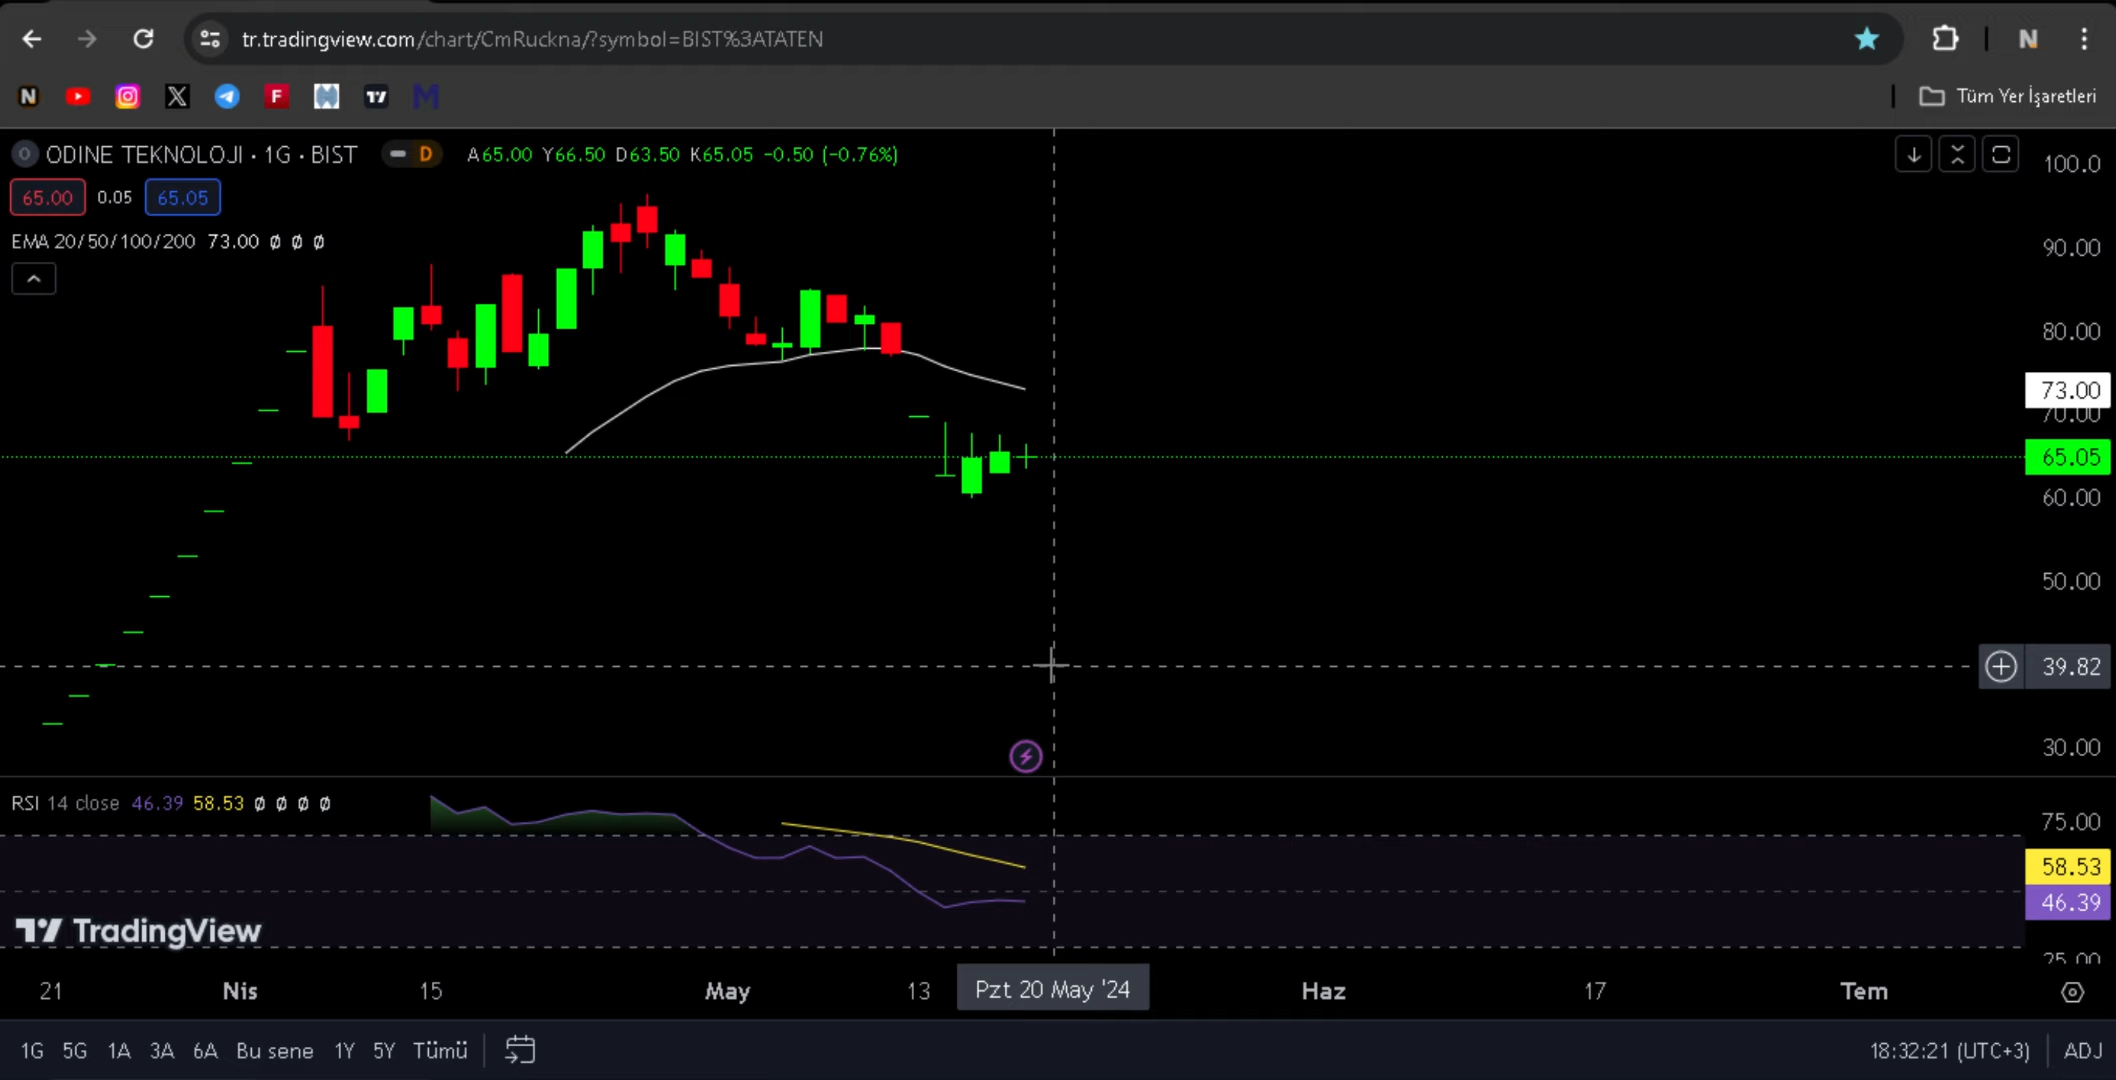 tr.tradingview.com/chart/CmRuckna/?symbol=BIST%3ATATEN
N
N
F
M
Tüm Yer İşaretleri
O ODINE TEKNOLOJI · 1G · BIST D A65.00 Y66.50 D63.50 K65.05 −0.50 (−0.76%)
65.00 0.05 65.05
EMA 20/50/100/200 73.00 ∅ ∅ ∅
100.0
90.00
80.00
73.00
70.00
65.05
60.00
50.00
39.82
30.00
RSI 14 close 46.39 58.53 ∅ ∅ ∅ ∅
75.00
58.53
46.39
25.00
TradingView
21 Nis 15 May 13 Pzt 20 May '24 Haz 17 Tem
1G 5G 1A 3A 6A Bu sene 1Y 5Y Tümü 18:32:21 (UTC+3) ADJ